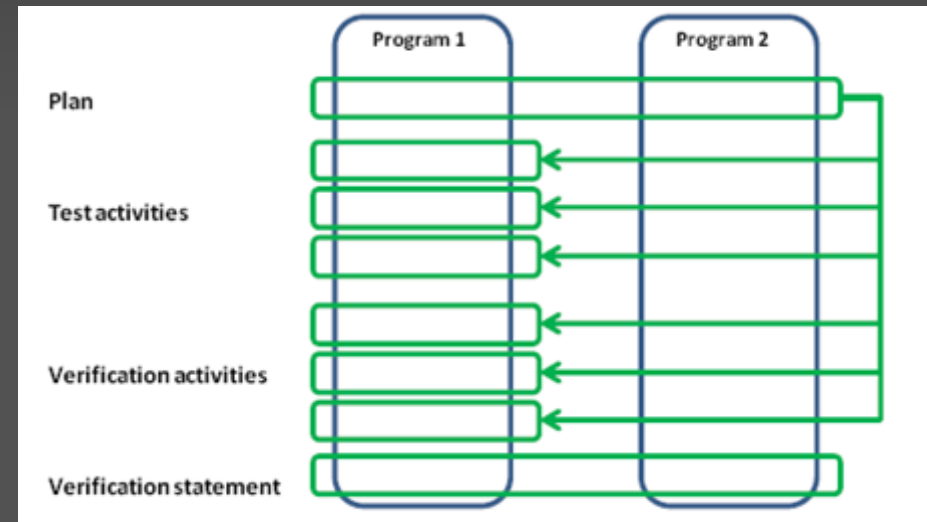 Program 1
Program 2
Plan
Test activities
Verification activities
Verification statement